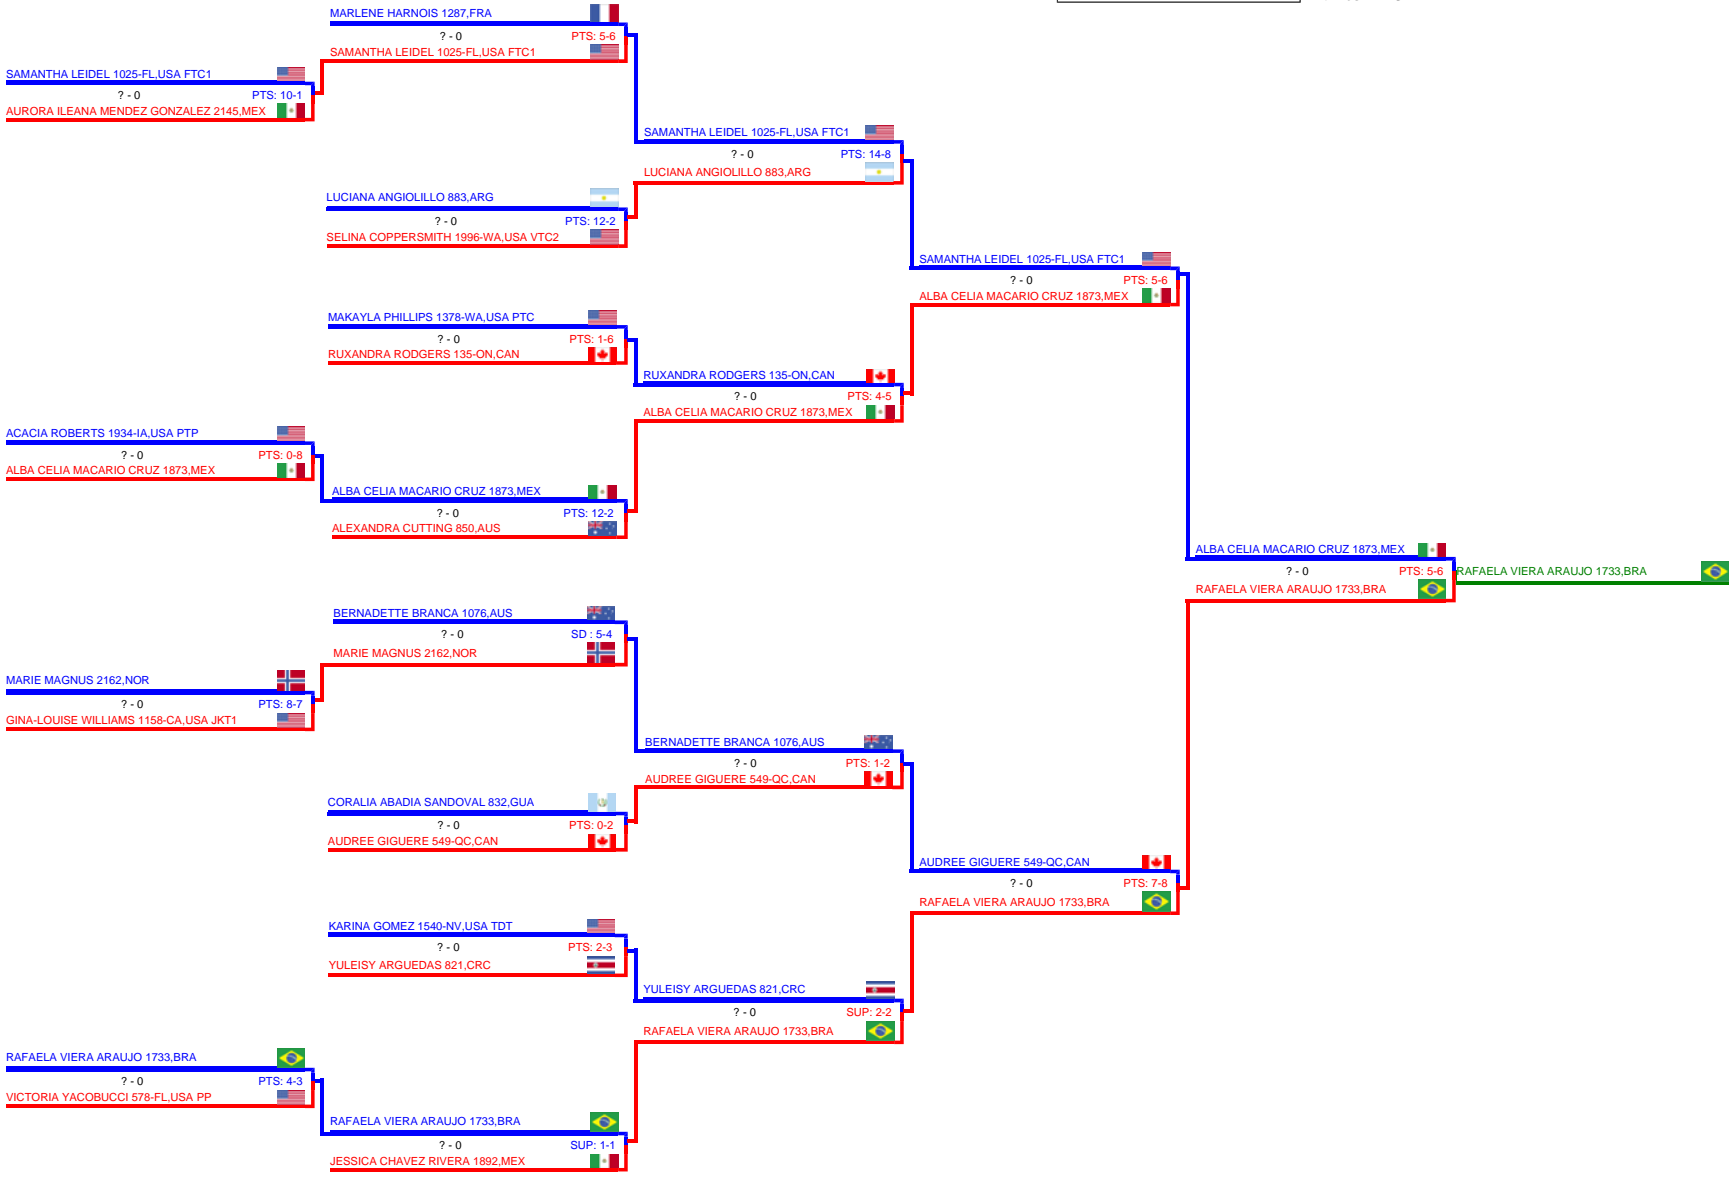 MARLENE HARNOIS 1287,FRA
? - 0
PTS: 5-6
SAMANTHA LEIDEL 1025-FL,USA FTC1
SAMANTHA LEIDEL 1025-FL,USA FTC1
? - 0
PTS: 10-1
AURORA ILEANA MENDEZ GONZALEZ 2145,MEX
SAMANTHA LEIDEL 1025-FL,USA FTC1
? - 0
PTS: 14-8
LUCIANA ANGIOLILLO 883,ARG
LUCIANA ANGIOLILLO 883,ARG
? - 0
PTS: 12-2
SELINA COPPERSMITH 1996-WA,USA VTC2
SAMANTHA LEIDEL 1025-FL,USA FTC1
? - 0
PTS: 5-6
ALBA CELIA MACARIO CRUZ 1873,MEX
MAKAYLA PHILLIPS 1378-WA,USA PTC
? - 0
PTS: 1-6
RUXANDRA RODGERS 135-ON,CAN
RUXANDRA RODGERS 135-ON,CAN
? - 0
PTS: 4-5
ALBA CELIA MACARIO CRUZ 1873,MEX
ACACIA ROBERTS 1934-IA,USA PTP
? - 0
PTS: 0-8
ALBA CELIA MACARIO CRUZ 1873,MEX
ALBA CELIA MACARIO CRUZ 1873,MEX
? - 0
PTS: 12-2
ALEXANDRA CUTTING 850,AUS
ALBA CELIA MACARIO CRUZ 1873,MEX
? - 0
PTS: 5-6
RAFAELA VIERA ARAUJO 1733,BRA
RAFAELA VIERA ARAUJO 1733,BRA
BERNADETTE BRANCA 1076,AUS
? - 0
SD : 5-4
MARIE MAGNUS 2162,NOR
MARIE MAGNUS 2162,NOR
? - 0
PTS: 8-7
GINA-LOUISE WILLIAMS 1158-CA,USA JKT1
BERNADETTE BRANCA 1076,AUS
? - 0
PTS: 1-2
AUDREE GIGUERE 549-QC,CAN
CORALIA ABADIA SANDOVAL 832,GUA
? - 0
PTS: 0-2
AUDREE GIGUERE 549-QC,CAN
AUDREE GIGUERE 549-QC,CAN
? - 0
PTS: 7-8
RAFAELA VIERA ARAUJO 1733,BRA
KARINA GOMEZ 1540-NV,USA TDT
? - 0
PTS: 2-3
YULEISY ARGUEDAS 821,CRC
YULEISY ARGUEDAS 821,CRC
? - 0
SUP: 2-2
RAFAELA VIERA ARAUJO 1733,BRA
RAFAELA VIERA ARAUJO 1733,BRA
? - 0
PTS: 4-3
VICTORIA YACOBUCCI 578-FL,USA PP
RAFAELA VIERA ARAUJO 1733,BRA
? - 0
SUP: 1-1
JESSICA CHAVEZ RIVERA 1892,MEX